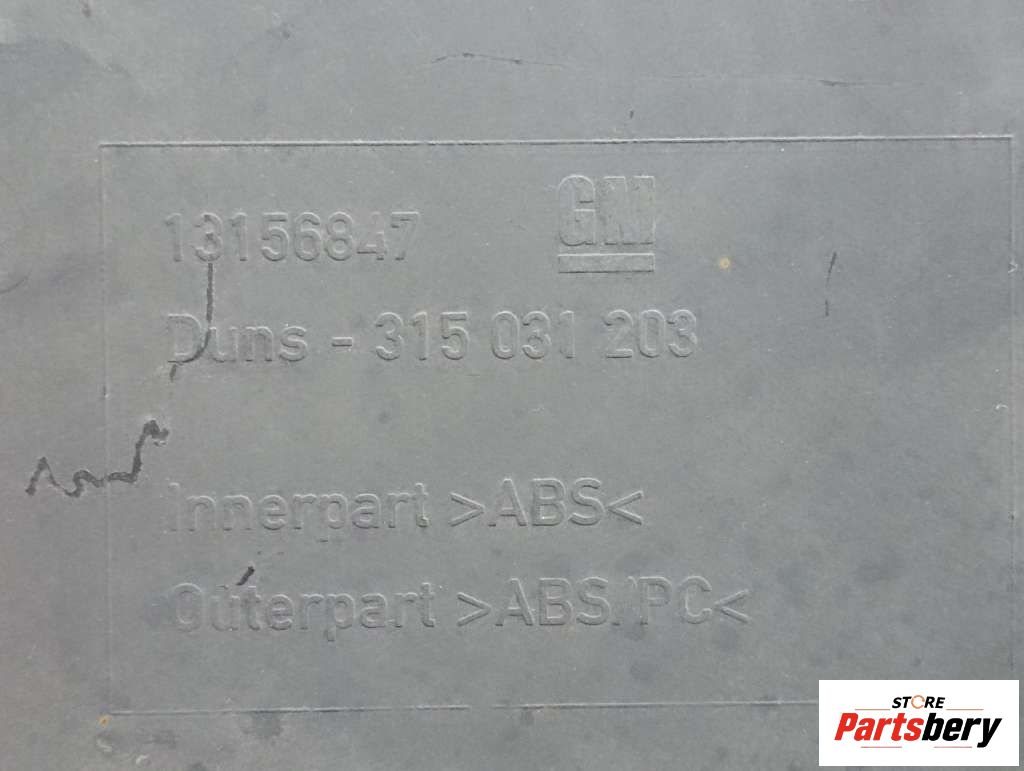 13156847 GM
Duns - 315 031 203
Innerpart >ABS<
Outerpart >ABS/PC<
STORE
Partsbery